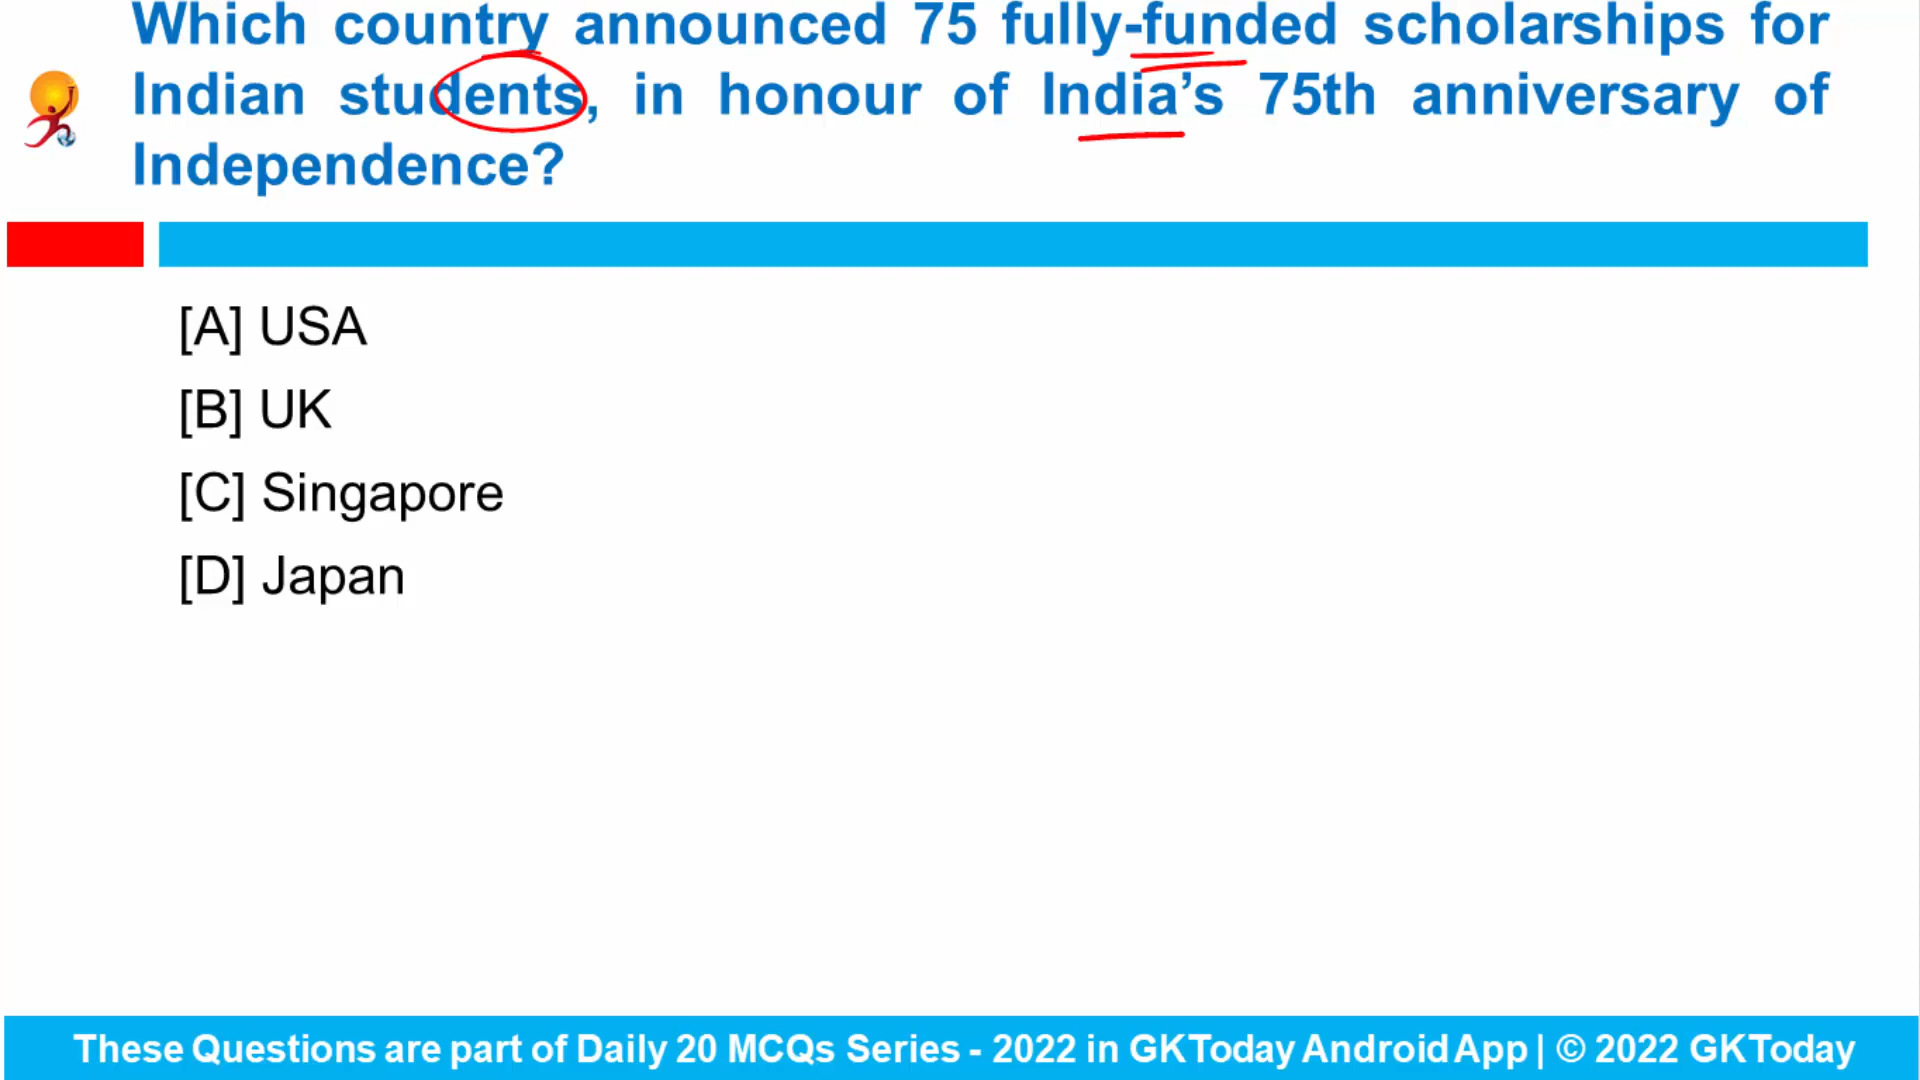 Which country announced 75 fully-funded scholarships for
Indian students, in honour of India’s 75th anniversary of
Independence?
[A] USA
[B] UK
[C] Singapore
[D] Japan
These Questions are part of Daily 20 MCQs Series - 2022 in GKToday Android App | © 2022 GKToday